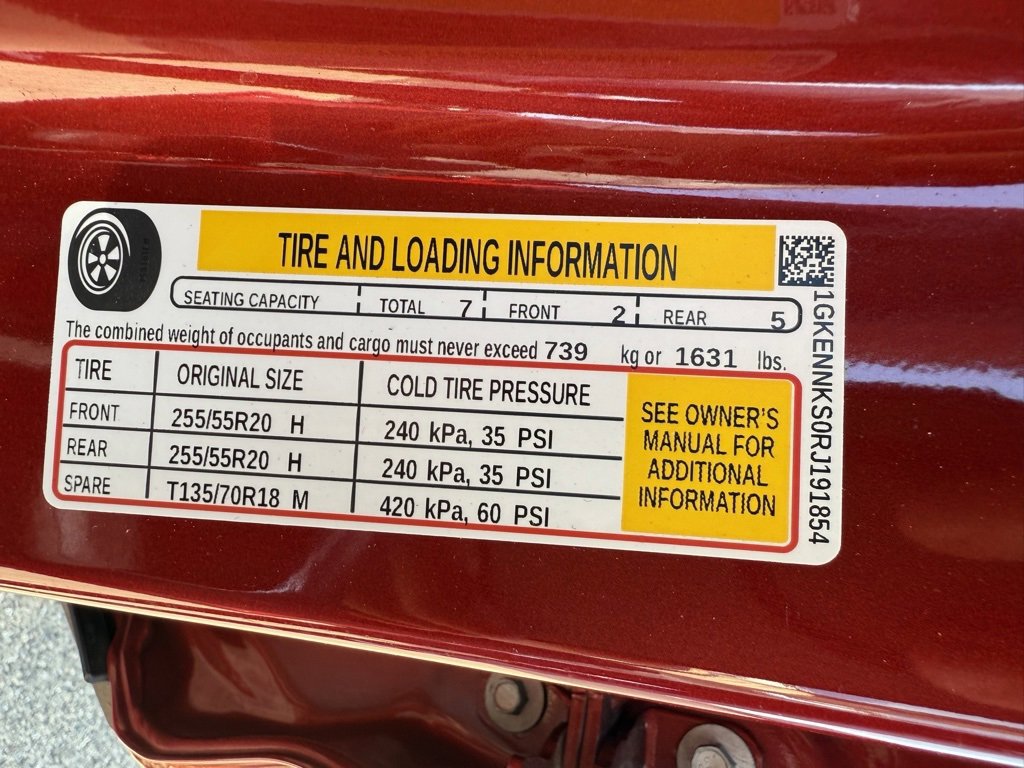 TIRE AND LOADING INFORMATION
SEATING CAPACITY TOTAL 7 FRONT 2 REAR 5
The combined weight of occupants and cargo must never exceed 739 kg or 1631 lbs.
TIRE ORIGINAL SIZE COLD TIRE PRESSURE
FRONT 255/55R20 H 240 kPa, 35 PSI
REAR 255/55R20 H 240 kPa, 35 PSI
SPARE T135/70R18 M 420 kPa, 60 PSI
SEE OWNER'S
MANUAL FOR
ADDITIONAL
INFORMATION
1GKENNKS0RJ191854